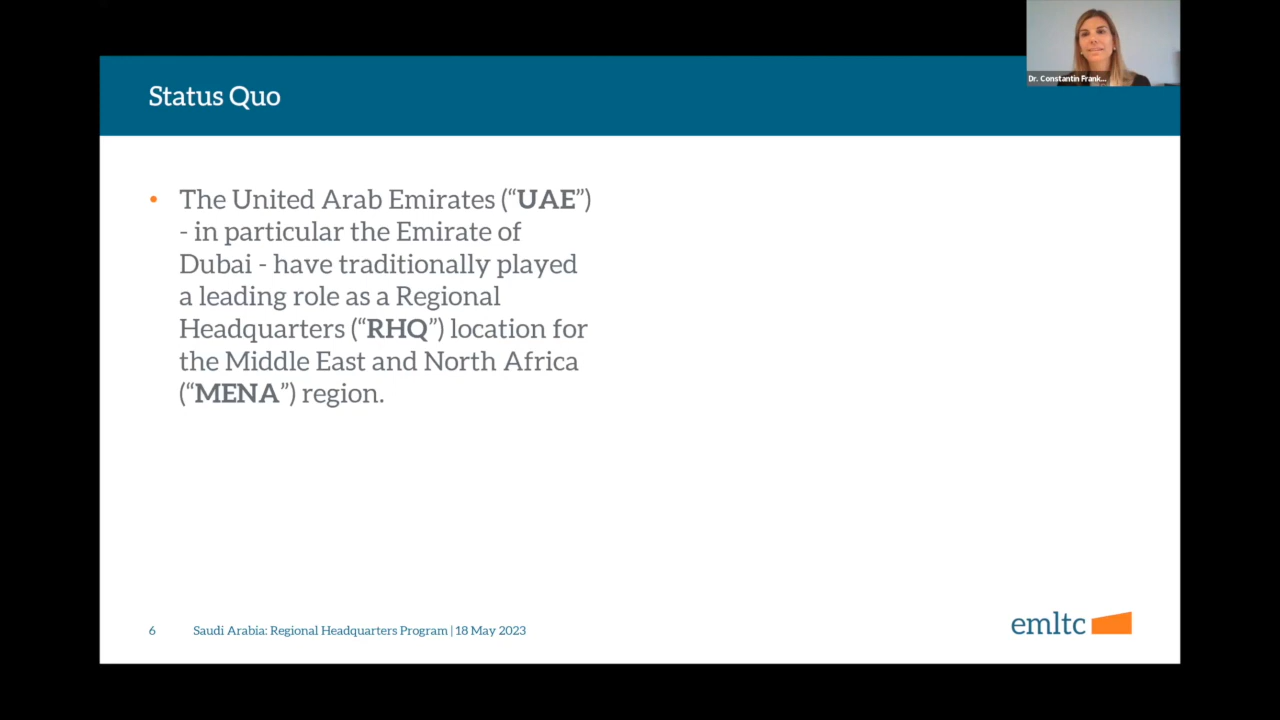 Dr. Constantin Frank...
Status Quo
• The United Arab Emirates (“UAE”)
- in particular the Emirate of
Dubai - have traditionally played
a leading role as a Regional
Headquarters (“RHQ”) location for
the Middle East and North Africa
(“MENA”) region.
6 Saudi Arabia: Regional Headquarters Program | 18 May 2023
emltc